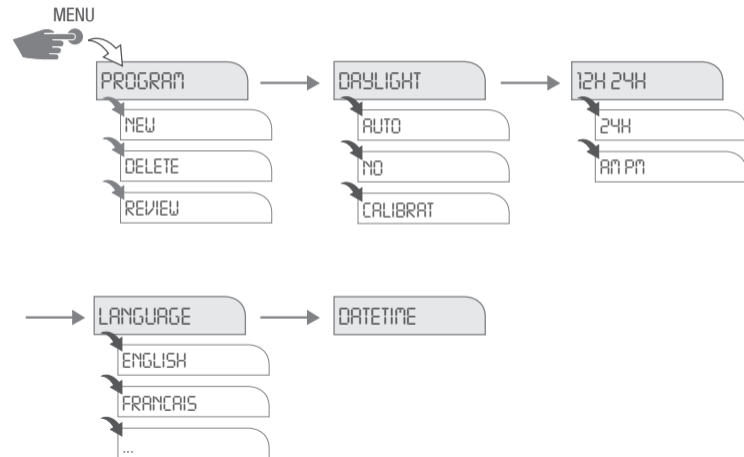 MENU
PROGRAM
NEW
DELETE
REVIEW
DAYLIGHT
AUTO
NO
CALIBRAT
12H 24H
24H
AM PM
LANGUAGE
ENGLISH
FRANCAIS
...
DATETIME